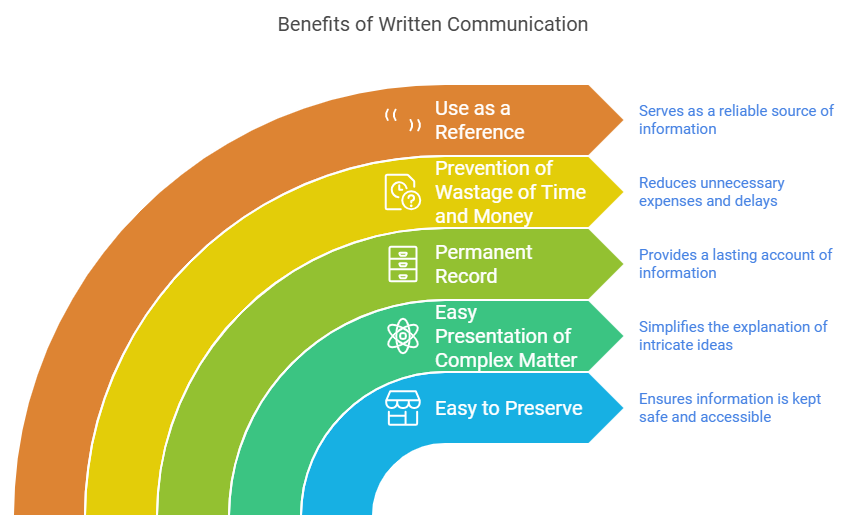 Benefits of Written Communication
Use as a
Reference
Serves as a reliable source of
information
Prevention of
Wastage of Time
and Money
Reduces unnecessary
expenses and delays
Permanent
Record
Provides a lasting account of
information
Easy
Presentation of
Complex Matter
Simplifies the explanation of
intricate ideas
Easy to Preserve
Ensures information is kept
safe and accessible